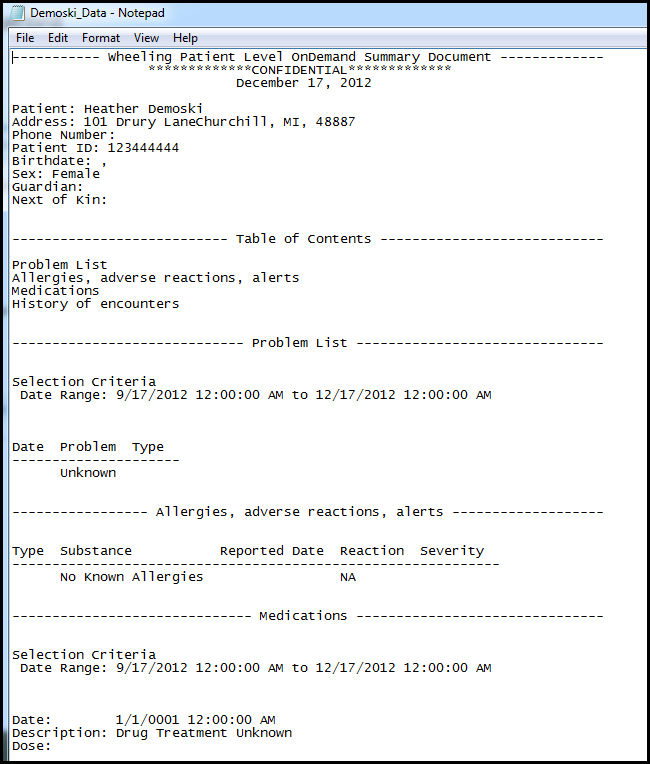 Demoski_Data - Notepad
File Edit Format View Help
----------- Wheeling Patient Level OnDemand Summary Document -------------
*************CONFIDENTIAL*************
December 17, 2012
Patient: Heather Demoski
Address: 101 Drury LaneChurchill, MI, 48887
Phone Number:
Patient ID: 123444444
Birthdate: ,
Sex: Female
Guardian:
Next of Kin:
--------------------------- Table of Contents ----------------------------
Problem List
Allergies, adverse reactions, alerts
Medications
History of encounters
----------------------------- Problem List -------------------------------
Selection Criteria
Date Range: 9/17/2012 12:00:00 AM to 12/17/2012 12:00:00 AM
Date  Problem  Type
---------------------
Unknown
----------------- Allergies, adverse reactions, alerts -------------------
Type  Substance           Reported Date  Reaction  Severity
-------------------------------------------------------------
No Known Allergies                 NA
------------------------------ Medications -------------------------------
Selection Criteria
Date Range: 9/17/2012 12:00:00 AM to 12/17/2012 12:00:00 AM
Date:        1/1/0001 12:00:00 AM
Description: Drug Treatment Unknown
Dose: